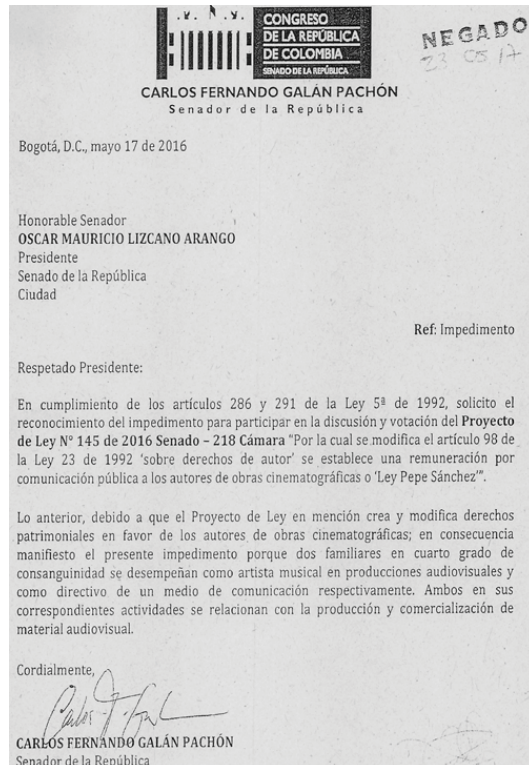 CONGRESO
DE LA REPÚBLICA
DE COLOMBIA
SENADO DE LA REPÚBLICA
NEGADO
23 05 17
CARLOS FERNANDO GALÁN PACHÓN
Senador de la República
Bogotá, D.C., mayo 17 de 2016
Honorable Senador
OSCAR MAURICIO LIZCANO ARANGO
Presidente
Senado de la República
Ciudad
Ref: Impedimento
Respetado Presidente:
En cumplimiento de los artículos 286 y 291 de la Ley 5ª de 1992, solicito el
reconocimiento del impedimento para participar en la discusión y votación del Proyecto
de Ley N° 145 de 2016 Senado – 218 Cámara "Por la cual se modifica el artículo 98 de
la Ley 23 de 1992 'sobre derechos de autor' se establece una remuneración por
comunicación pública a los autores de obras cinematográficas o 'Ley Pepe Sánchez'".
Lo anterior, debido a que el Proyecto de Ley en mención crea y modifica derechos
patrimoniales en favor de los autores de obras cinematográficas; en consecuencia
manifiesto el presente impedimento porque dos familiares en cuarto grado de
consanguinidad se desempeñan como artista musical en producciones audiovisuales y
como directivo de un medio de comunicación respectivamente. Ambos en sus
correspondientes actividades se relacionan con la producción y comercialización de
material audiovisual.
Cordialmente,
CARLOS FERNANDO GALÁN PACHÓN
Senador de la República